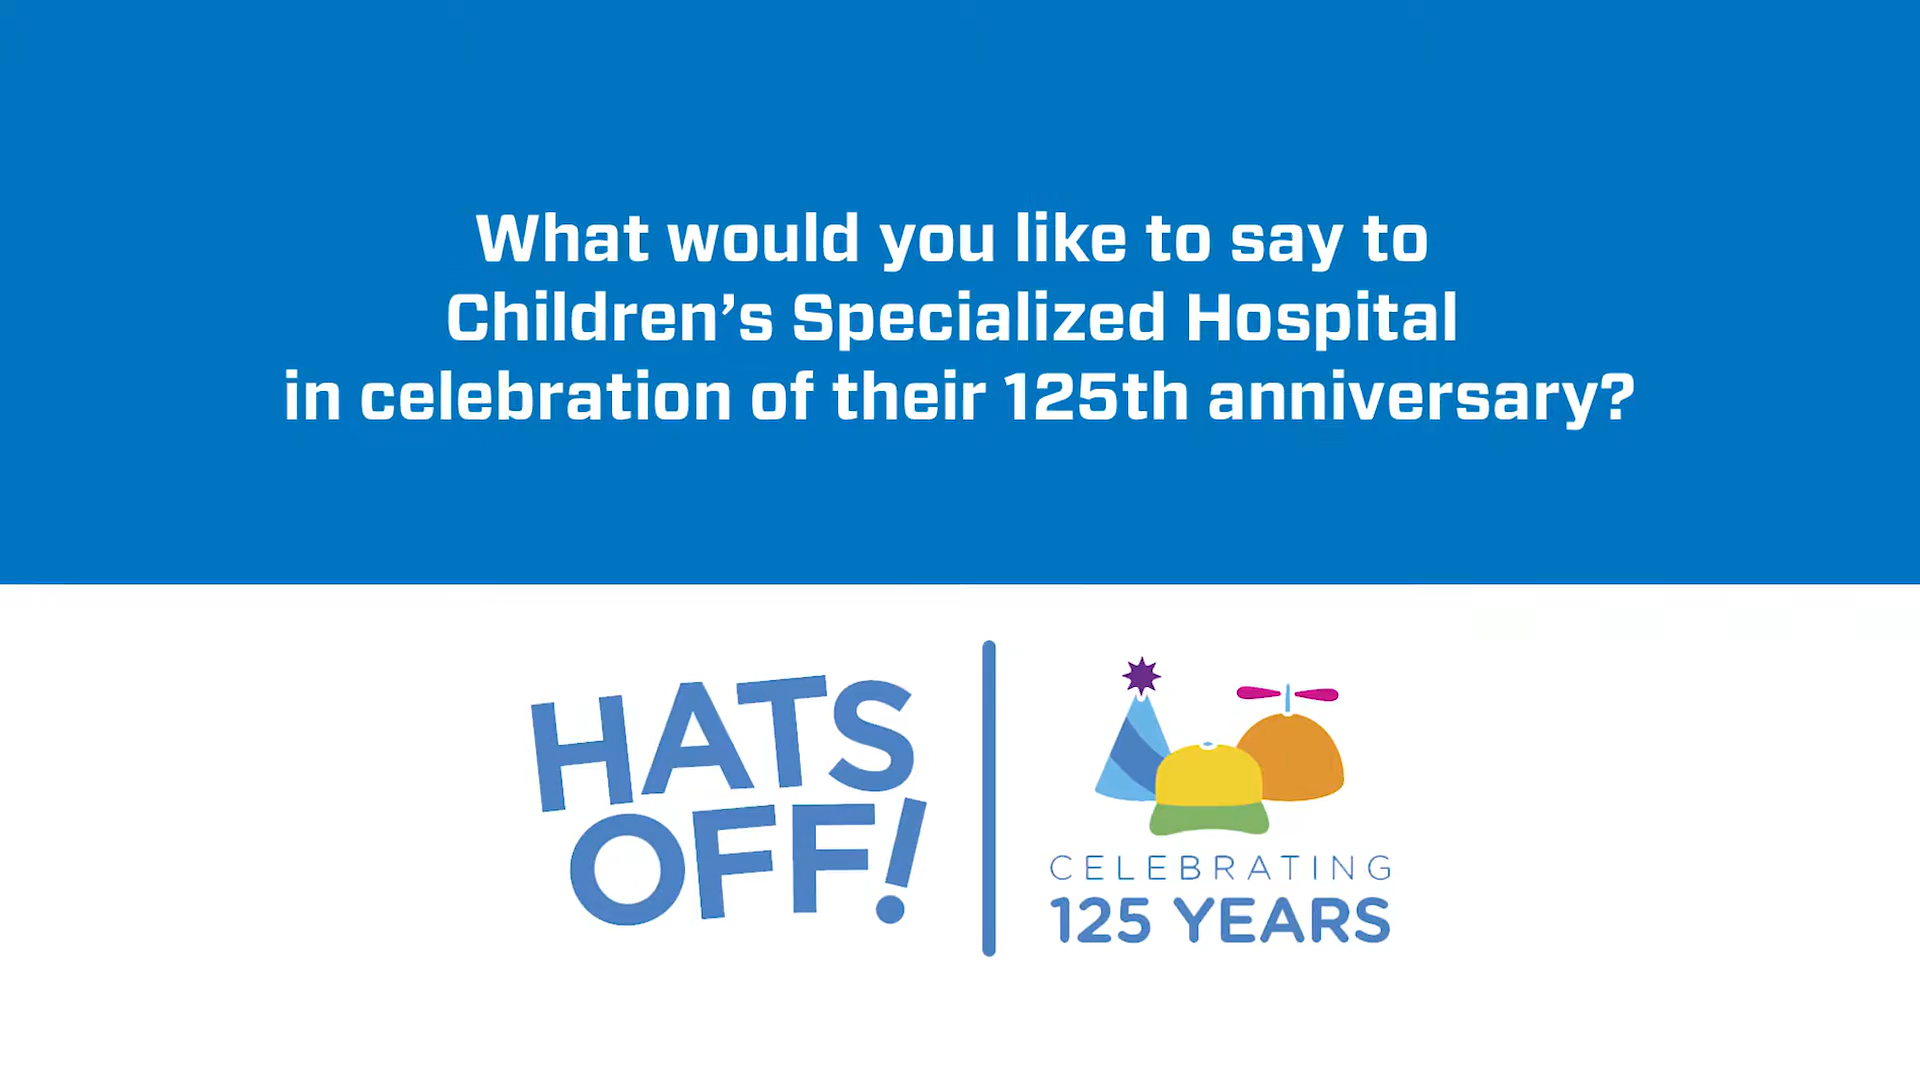 What would you like to say to
Children’s Specialized Hospital
in celebration of their 125th anniversary?
HATS
OFF!
CELEBRATING
125 YEARS